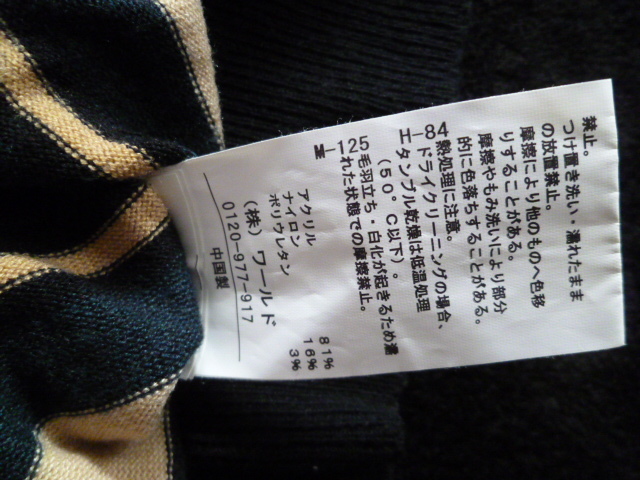 禁止。
つけ置き洗い・濡れたまま
の放置禁止。
摩擦により他のものへ色移
りすることがある。
摩擦やもみ洗いにより部分
的に色落ちすることがある。
-84
熱処理に注意。
ードライクリーニングの場合、
タンブル乾燥は低温処理
(50°C以下)。
-125
毛羽立ち・白化が起きるため濡
れた状態での摩擦禁止。
アクリル 81%
ナイロン 16%
ポリウレタン 3%
(株)ワールド
0120-977-917
中国製